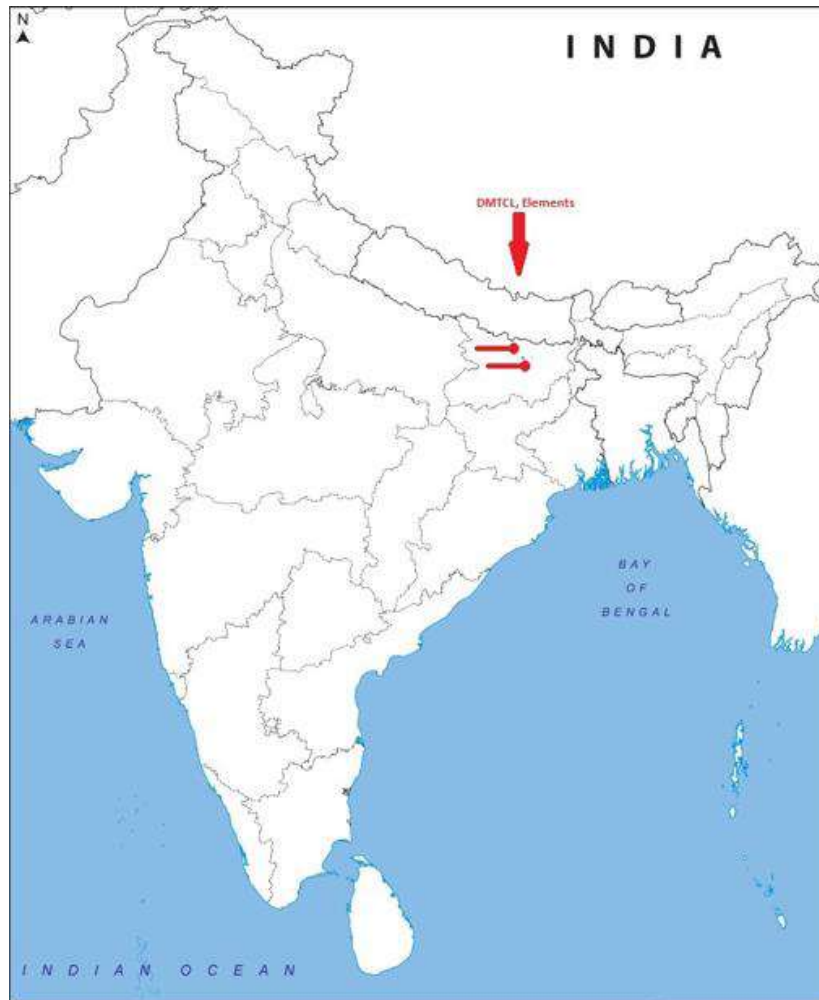 N
INDIA
DMTCL, Elements
BAY
OF
BENGAL
ARABIAN
SEA
INDIAN OCEAN